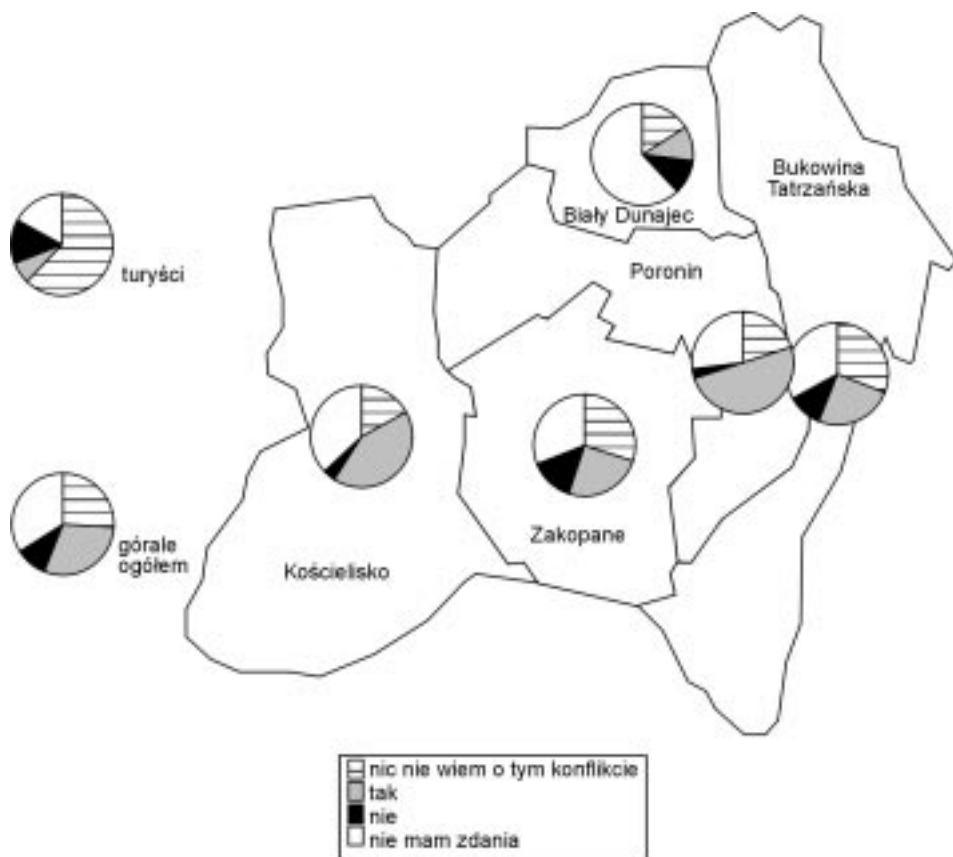 Bukowina
Tatrzańska
Biały Dunajec
Poronin
turyści
górale
ogółem
Zakopane
Kościelisko
nic nie wiem o tym konflikcie
tak
nie
nie mam zdania